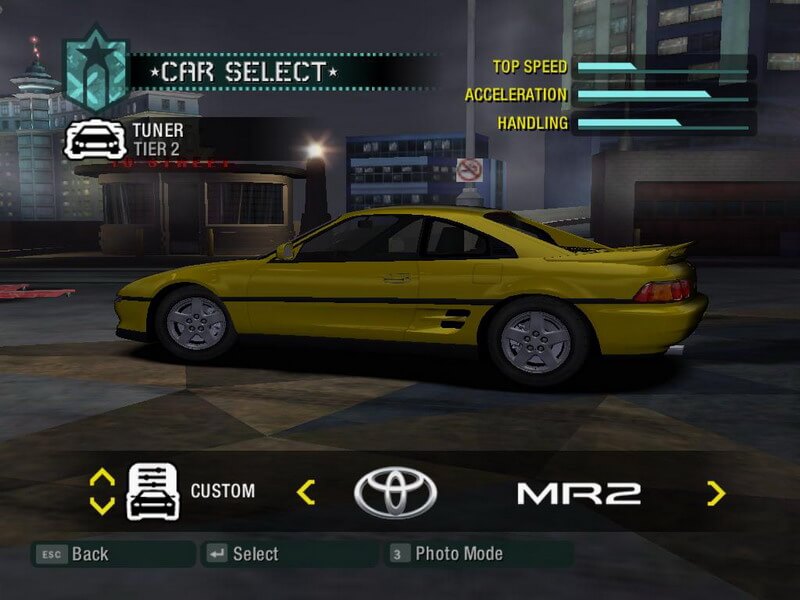 ★CAR SELECT★
TOP SPEED
ACCELERATION
HANDLING
TUNER
TIER 2
CUSTOM
MR2
ESC Back
Select
3 Photo Mode